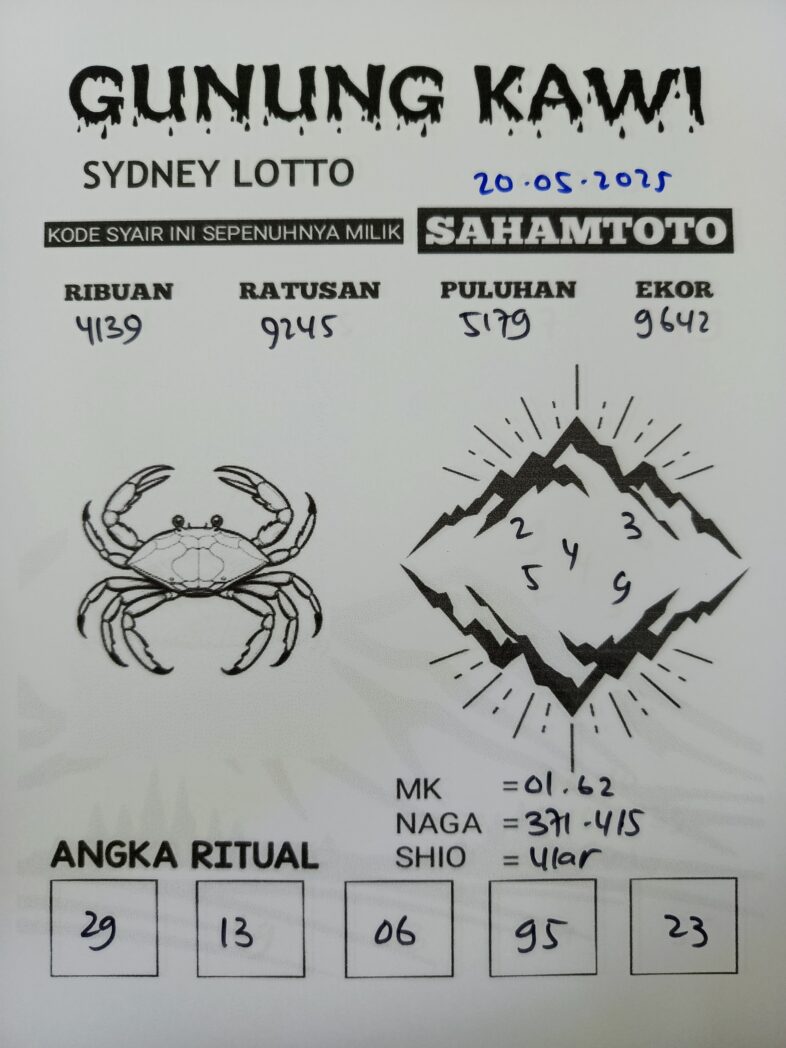 GUNUNG KAWI
SYDNEY LOTTO 20.05.2025
KODE SYAIR INI SEPENUHNYA MILIK SAHAMTOTO
RIBUAN RATUSAN PULUHAN EKOR
4139 9245 5179 9642
2 3
4
5 9
MK = 01.62
NAGA = 371-415
SHIO = ular
ANGKA RITUAL
29 13 06 95 23